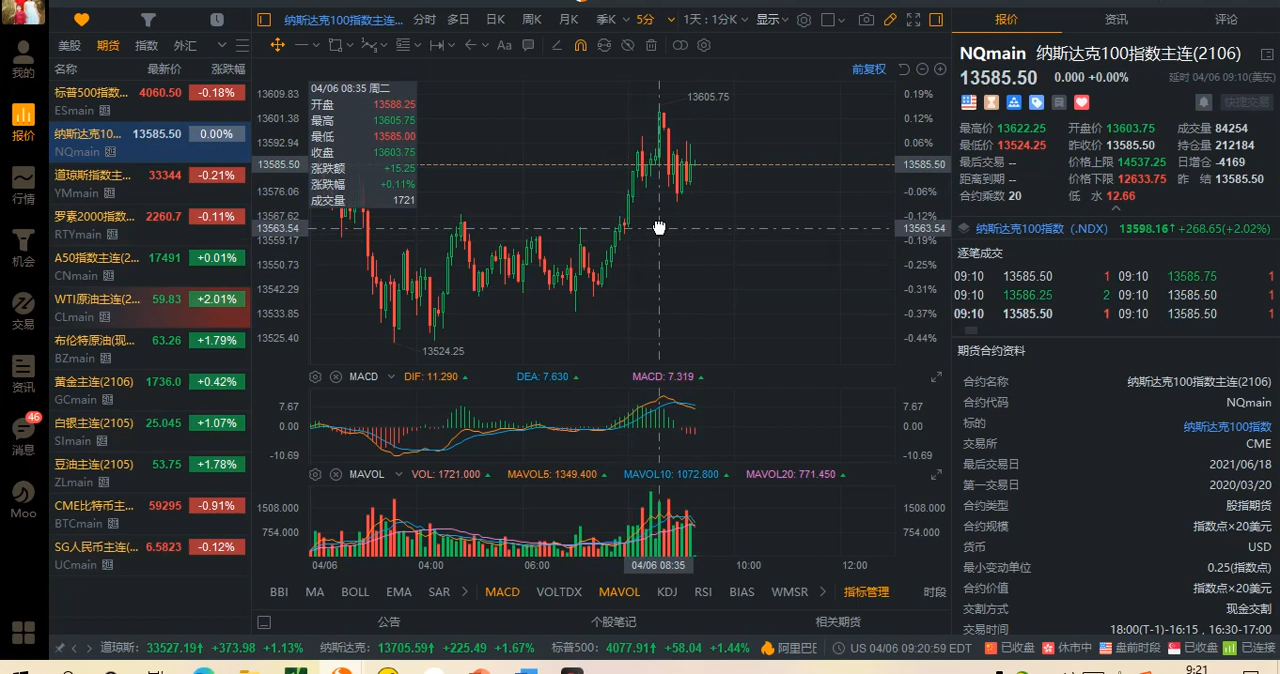 我的
报价
行情
机会
交易
资讯
46
消息
Moo
美股 期货 指数 外汇
名称 最新价 涨跌幅
标普500指数... 4060.50 -0.18%
ESmain
纳斯达克10... 13585.50 0.00%
NQmain
道琼斯指数主... 33344 -0.21%
YMmain
罗素2000指数... 2260.7 -0.11%
RTYmain
A50指数主连(2... 17491 +0.01%
CNmain
WTI原油主连(2... 59.83 +2.01%
CLmain
布伦特原油(现... 63.26 +1.79%
BZmain
黄金主连(2106) 1736.0 +0.42%
GCmain
白银主连(2105) 25.045 +1.07%
SImain
豆油主连(2105) 53.75 +1.78%
ZLmain
CME比特币主... 59295 -0.91%
BTCmain
SG人民币主连(... 6.5823 -0.12%
UCmain
纳斯达克100指数主连... 分时 多日 日K 周K 月K 季K 5分 1天 : 1分K 显示
Aa
前复权
04/06 08:35 周二
开盘 13588.25
最高 13605.75
最低 13585.00
收盘 13603.75
涨跌额 +15.25
涨跌幅 +0.11%
成交量 1721
13609.83 0.19%
13601.38 0.12%
13592.94 0.06%
13585.50 13585.50
13576.06 -0.06%
13567.62 -0.12%
13563.54 13563.54
13559.17 -0.19%
13550.73 -0.25%
13542.29 -0.31%
13533.85 -0.37%
13525.40 -0.44%
13605.75
13524.25
MACD DIF: 11.290 DEA: 7.630 MACD: 7.319
7.67 7.67
0.00 0.00
-10.69 -10.69
MAVOL VOL: 1721.000 MAVOL5: 1349.400 MAVOL10: 1072.800 MAVOL20: 771.450
1508.000 1508.000
754.000 754.000
04/06 04:00 06:00 04/06 08:35 10:00 12:00
BBI MA BOLL EMA SAR MACD VOLTDX MAVOL KDJ RSI BIAS WMSR 指标管理 时段
公告 个股笔记 相关期货
报价 资讯 评论
NQmain 纳斯达克100指数主连(2106)
13585.50 0.000 +0.00% 延时 04/06 09:10(美东)
快捷交易
最高价 13622.25 开盘价 13603.75 成交量 84254
最低价 13524.25 昨收价 13585.50 持仓量 212184
最后交易 -- 价格上限 14537.25 日增仓 -4169
距离到期 -- 价格下限 12633.75 昨 结 13585.50
合约乘数 20 低 水 12.66
纳斯达克100指数 (.NDX) 13598.16↑ +268.65(+2.02%)
逐笔成交
09:10 13585.50 1 09:10 13585.75 1
09:10 13586.25 2 09:10 13585.50 1
09:10 13585.50 1 09:10 13585.50 1
期货合约资料
合约名称 纳斯达克100指数主连(2106)
合约代码 NQmain
标的 纳斯达克100指数
交易所 CME
最后交易日 2021/06/18
第一交易日 2020/03/20
合约类型 股指期货
合约规模 指数点×20美元
货币 USD
最小变动单位 0.25(指数点)
合约价值 指数点×20美元
交割方式 现金交割
交易时间 18:00(T-1)-16:15 , 16:30-17:00
道琼斯: 33527.19↑ +373.98 +1.13% 纳斯达克: 13705.59↑ +225.49 +1.67% 标普500: 4077.91↑ +58.04 +1.44% 阿里巴 US 04/06 09:20:59 EDT 已收盘 休市中 盘前时段 已收盘 已连接
9:21